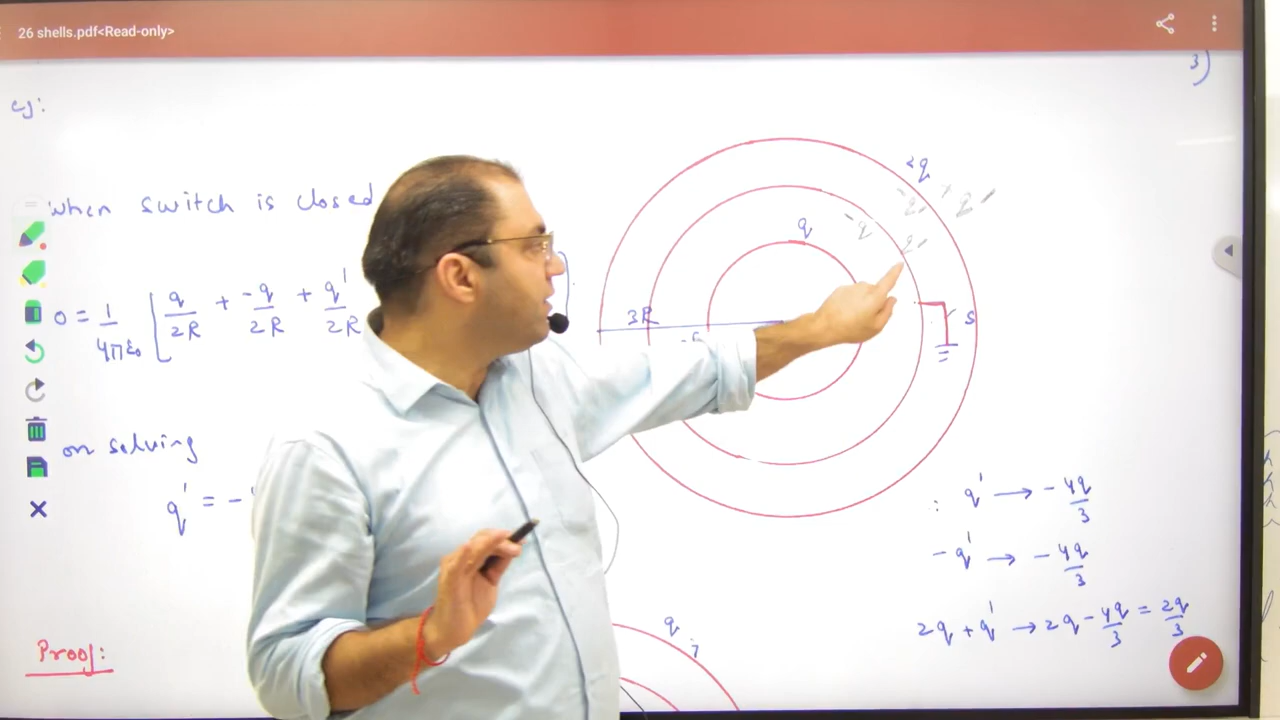 26 shells.pdf<Read-only>
3)
eg:
2q
-q' + q'
when switch is closed
q
-q q'
0 = 1/4πε₀ [ q/2R + -q/2R + q'/2R
3R
s
on solving
q' = -
q' → -4q/3
-q' → -4q/3
2q + q' → 2q - 4q/3 = 2q/3
q
Proof: